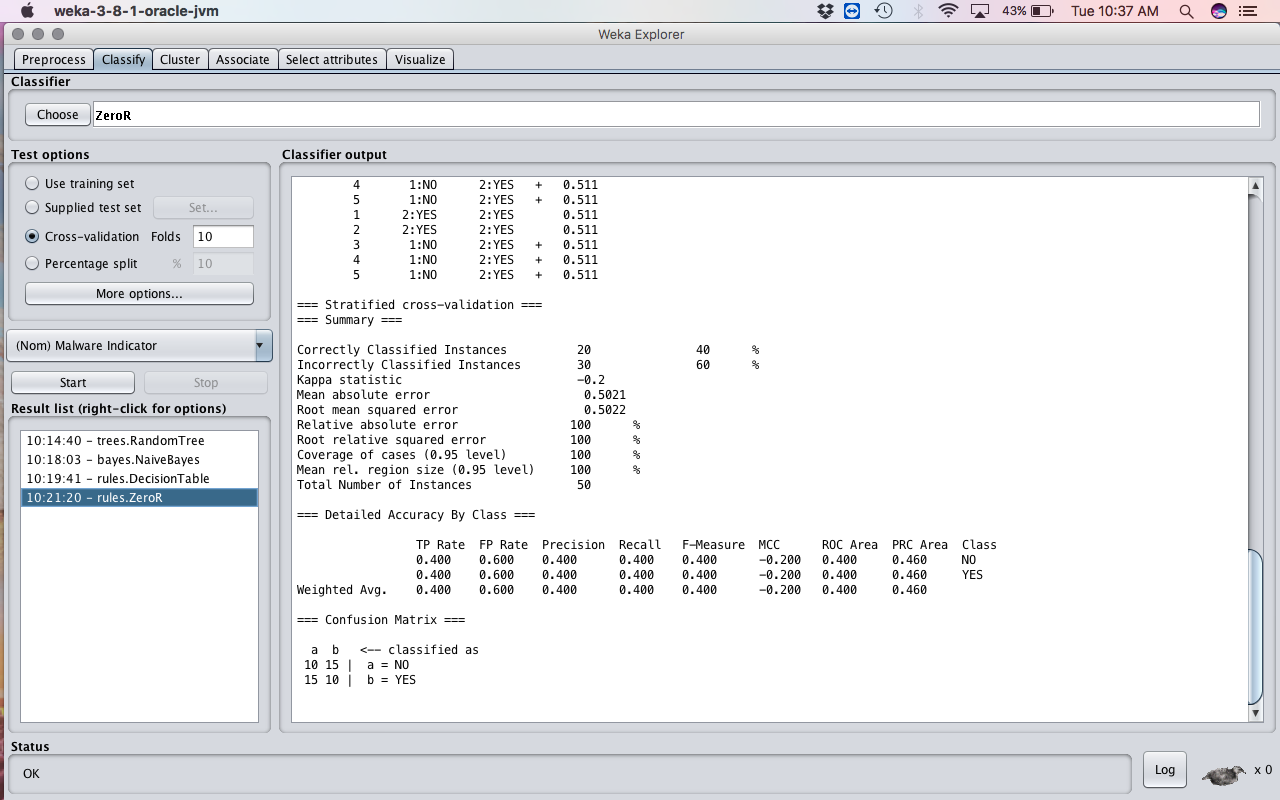 weka-3-8-1-oracle-jvm 43% Tue 10:37 AM
Weka Explorer
Preprocess Classify Cluster Associate Select attributes Visualize
Classifier
Choose ZeroR
Test options
Use training set
Supplied test set Set...
Cross-validation Folds 10
Percentage split % 10
More options...
(Nom) Malware Indicator
Start Stop
Result list (right-click for options)
10:14:40 - trees.RandomTree
10:18:03 - bayes.NaiveBayes
10:19:41 - rules.DecisionTable
10:21:20 - rules.ZeroR
Classifier output
4 1:NO 2:YES + 0.511
5 1:NO 2:YES + 0.511
1 2:YES 2:YES 0.511
2 2:YES 2:YES 0.511
3 1:NO 2:YES + 0.511
4 1:NO 2:YES + 0.511
5 1:NO 2:YES + 0.511
=== Stratified cross-validation ===
=== Summary ===
Correctly Classified Instances 20 40 %
Incorrectly Classified Instances 30 60 %
Kappa statistic -0.2
Mean absolute error 0.5021
Root mean squared error 0.5022
Relative absolute error 100 %
Root relative squared error 100 %
Coverage of cases (0.95 level) 100 %
Mean rel. region size (0.95 level) 100 %
Total Number of Instances 50
=== Detailed Accuracy By Class ===
TP Rate FP Rate Precision Recall F-Measure MCC ROC Area PRC Area Class
0.400 0.600 0.400 0.400 0.400 -0.200 0.400 0.460 NO
0.400 0.600 0.400 0.400 0.400 -0.200 0.400 0.460 YES
Weighted Avg. 0.400 0.600 0.400 0.400 0.400 -0.200 0.400 0.460
=== Confusion Matrix ===
a b <-- classified as
10 15 | a = NO
15 10 | b = YES
Status
OK
Log x 0